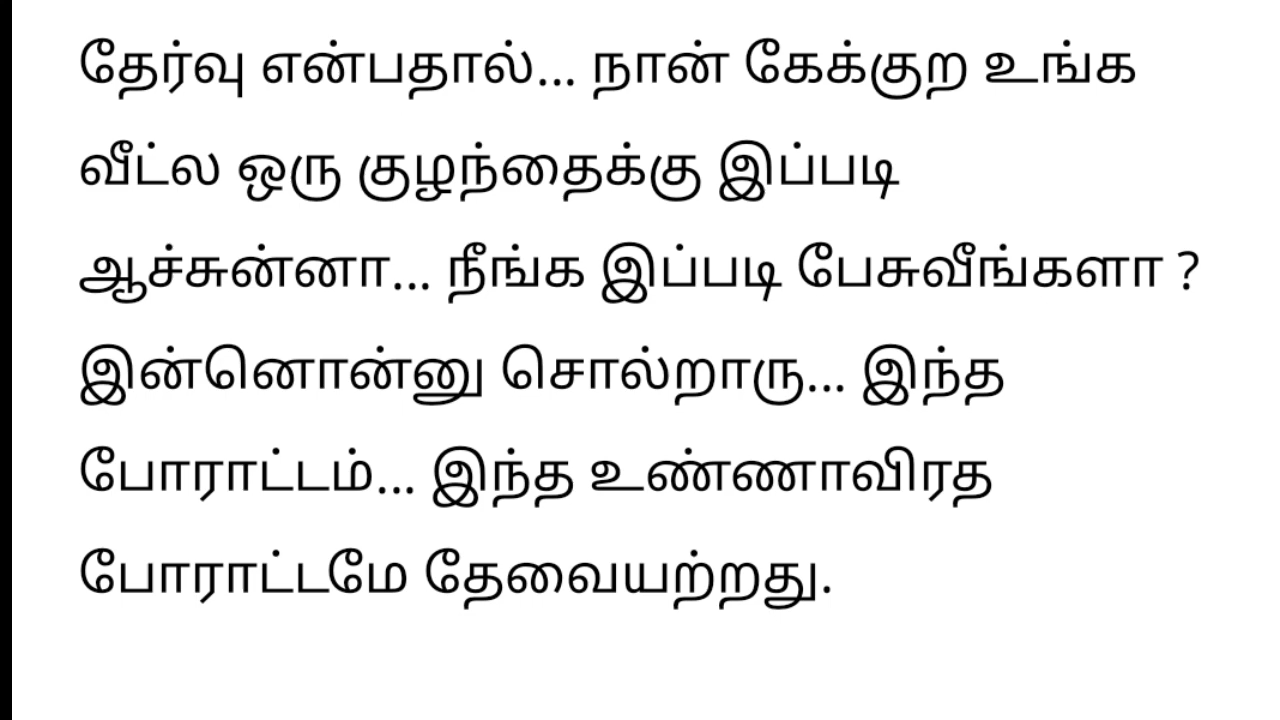 தேர்வு என்பதால்... நான் கேக்குற உங்க
வீட்ல ஒரு குழந்தைக்கு இப்படி
ஆச்சுன்னா... நீங்க இப்படி பேசுவீங்களா ?
இன்னொன்னு சொல்றாரு... இந்த
போராட்டம்... இந்த உண்ணாவிரத
போராட்டமே தேவையற்றது.